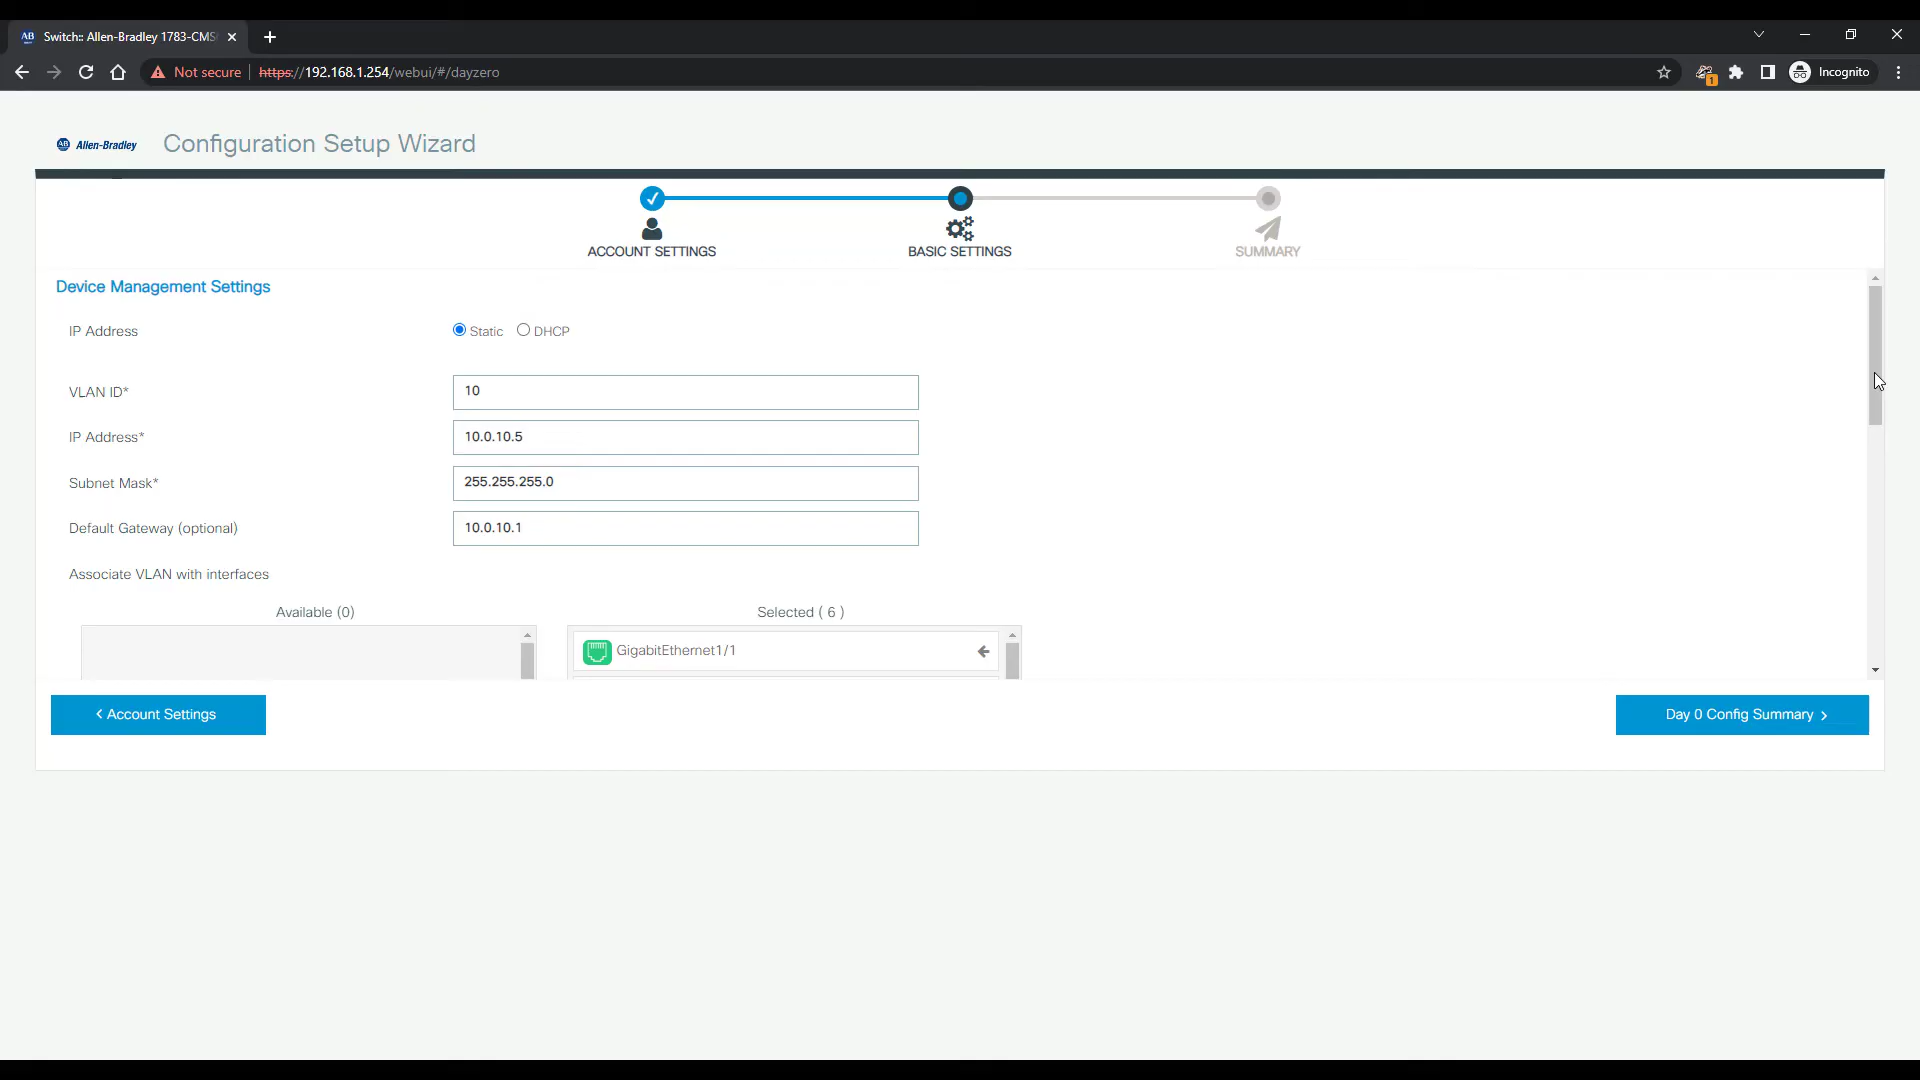 Switch:: Allen-Bradley 1783-CMS
Not secure https://192.168.1.254/webui/#/dayzero
1
Incognito
AB Allen-Bradley Configuration Setup Wizard
ACCOUNT SETTINGS BASIC SETTINGS SUMMARY
Device Management Settings
IP Address Static DHCP
VLAN ID* 10
IP Address* 10.0.10.5
Subnet Mask* 255.255.255.0
Default Gateway (optional) 10.0.10.1
Associate VLAN with interfaces
Available (0) Selected ( 6 )
GigabitEthernet1/1
Account Settings Day 0 Config Summary